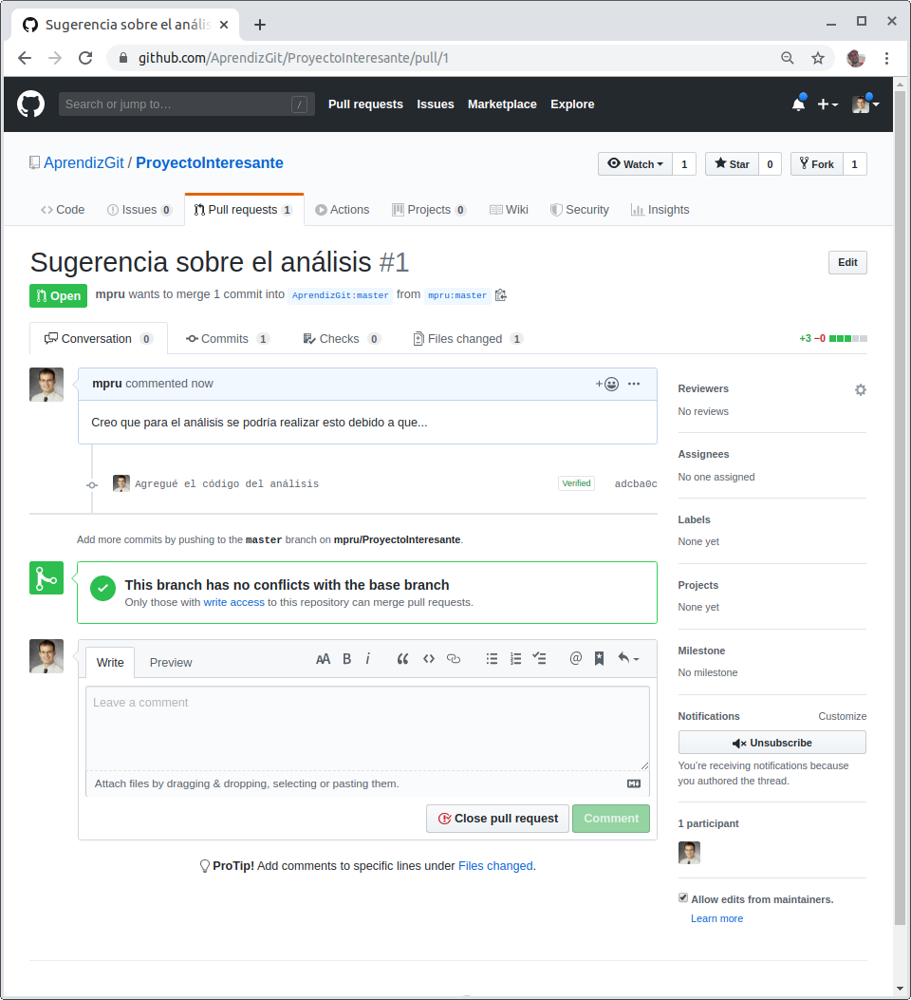 Sugerencia sobre el anális
github.com/AprendizGit/ProyectoInteresante/pull/1
Search or jump to… / Pull requests Issues Marketplace Explore
AprendizGit / ProyectoInteresante Watch 1 Star 0 Fork 1
Code Issues 0 Pull requests 1 Actions Projects 0 Wiki Security Insights
Sugerencia sobre el análisis #1 Edit
Open mpru wants to merge 1 commit into AprendizGit:master from mpru:master
Conversation 0 Commits 1 Checks 0 Files changed 1 +3 −0
mpru commented now
Creo que para el análisis se podría realizar esto debido a que...
Agregué el código del análisis Verified adcba0c
Add more commits by pushing to the master branch on mpru/ProyectoInteresante.
This branch has no conflicts with the base branch
Only those with write access to this repository can merge pull requests.
Write Preview AA B i
Leave a comment
Attach files by dragging & dropping, selecting or pasting them.
Close pull request Comment
ProTip! Add comments to specific lines under Files changed.
Reviewers
No reviews
Assignees
No one assigned
Labels
None yet
Projects
None yet
Milestone
No milestone
Notifications Customize
Unsubscribe
You're receiving notifications because
you authored the thread.
1 participant
Allow edits from maintainers.
Learn more